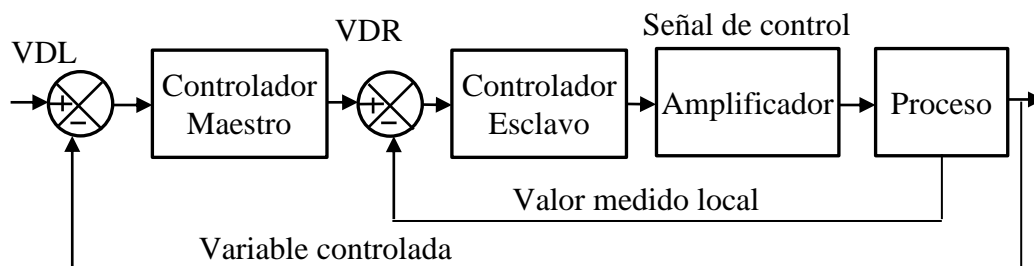 Señal de control
VDL
VDR
+
−
Controlador
Maestro
+
−
Controlador
Esclavo
Amplificador
Proceso
Valor medido local
Variable controlada